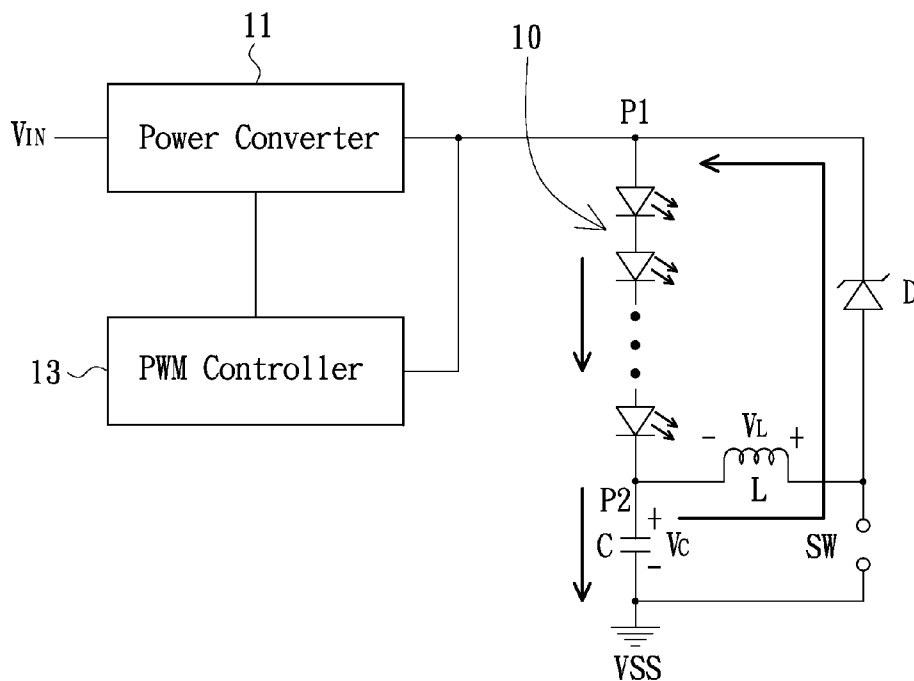 11
10
P1
VIN
Power Converter
D
13
PWM Controller
- VL +
L
P2
C
+
VC
-
SW
VSS